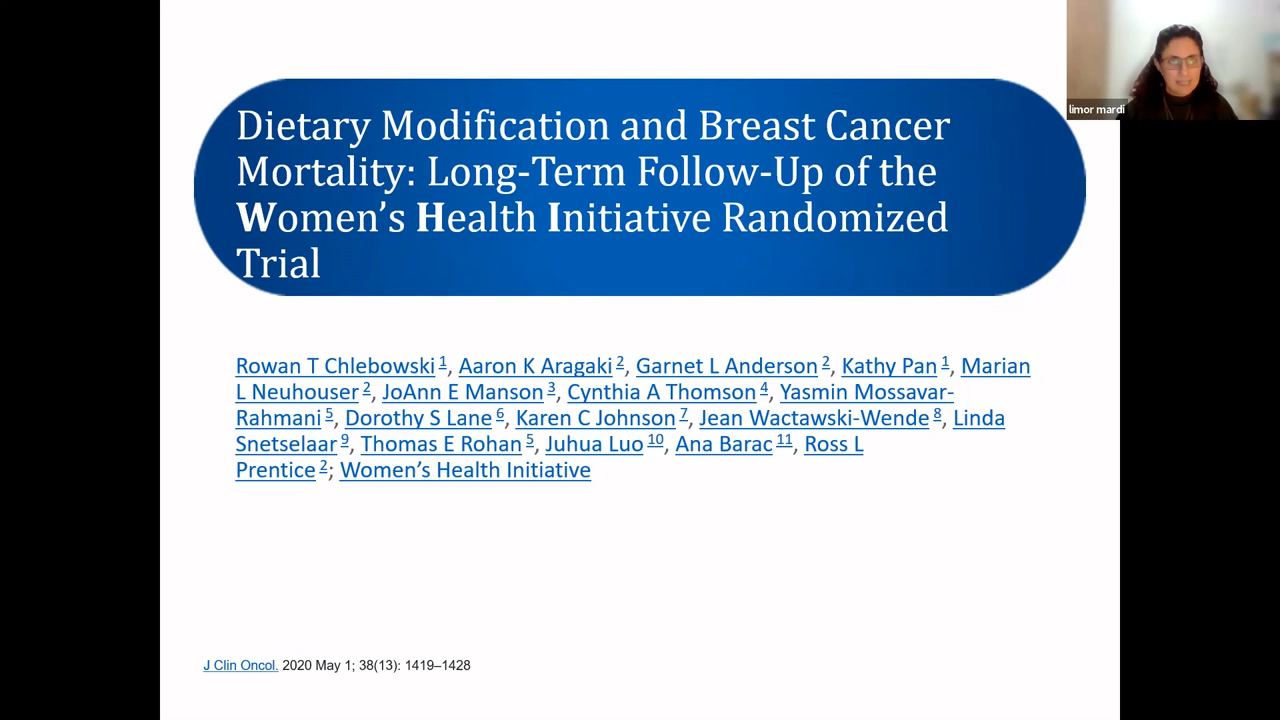 limor mardi
Dietary Modification and Breast Cancer
Mortality: Long-Term Follow-Up of the
Women’s Health Initiative Randomized
Trial
Rowan T Chlebowski 1, Aaron K Aragaki 2, Garnet L Anderson 2, Kathy Pan 1, Marian
L Neuhouser 2, JoAnn E Manson 3, Cynthia A Thomson 4, Yasmin Mossavar-
Rahmani 5, Dorothy S Lane 6, Karen C Johnson 7, Jean Wactawski-Wende 8, Linda
Snetselaar 9, Thomas E Rohan 5, Juhua Luo 10, Ana Barac 11, Ross L
Prentice 2; Women’s Health Initiative
J Clin Oncol. 2020 May 1; 38(13): 1419–1428